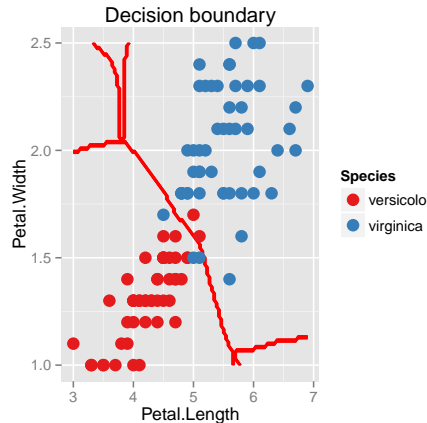 Decision boundary
2.5
2.0
1.5
1.0
Petal.Width
3
4
5
6
7
Petal.Length
Species
versicolo
virginica